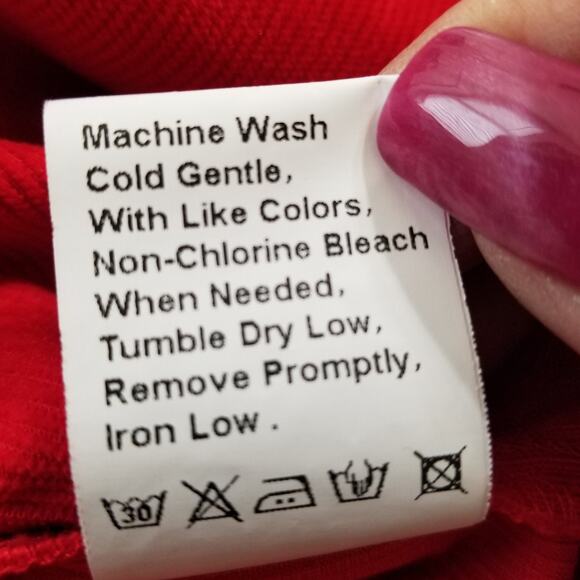 Machine Wash
Cold Gentle,
With Like Colors,
Non-Chlorine Bleach
When Needed,
Tumble Dry Low,
Remove Promptly,
Iron Low .
30